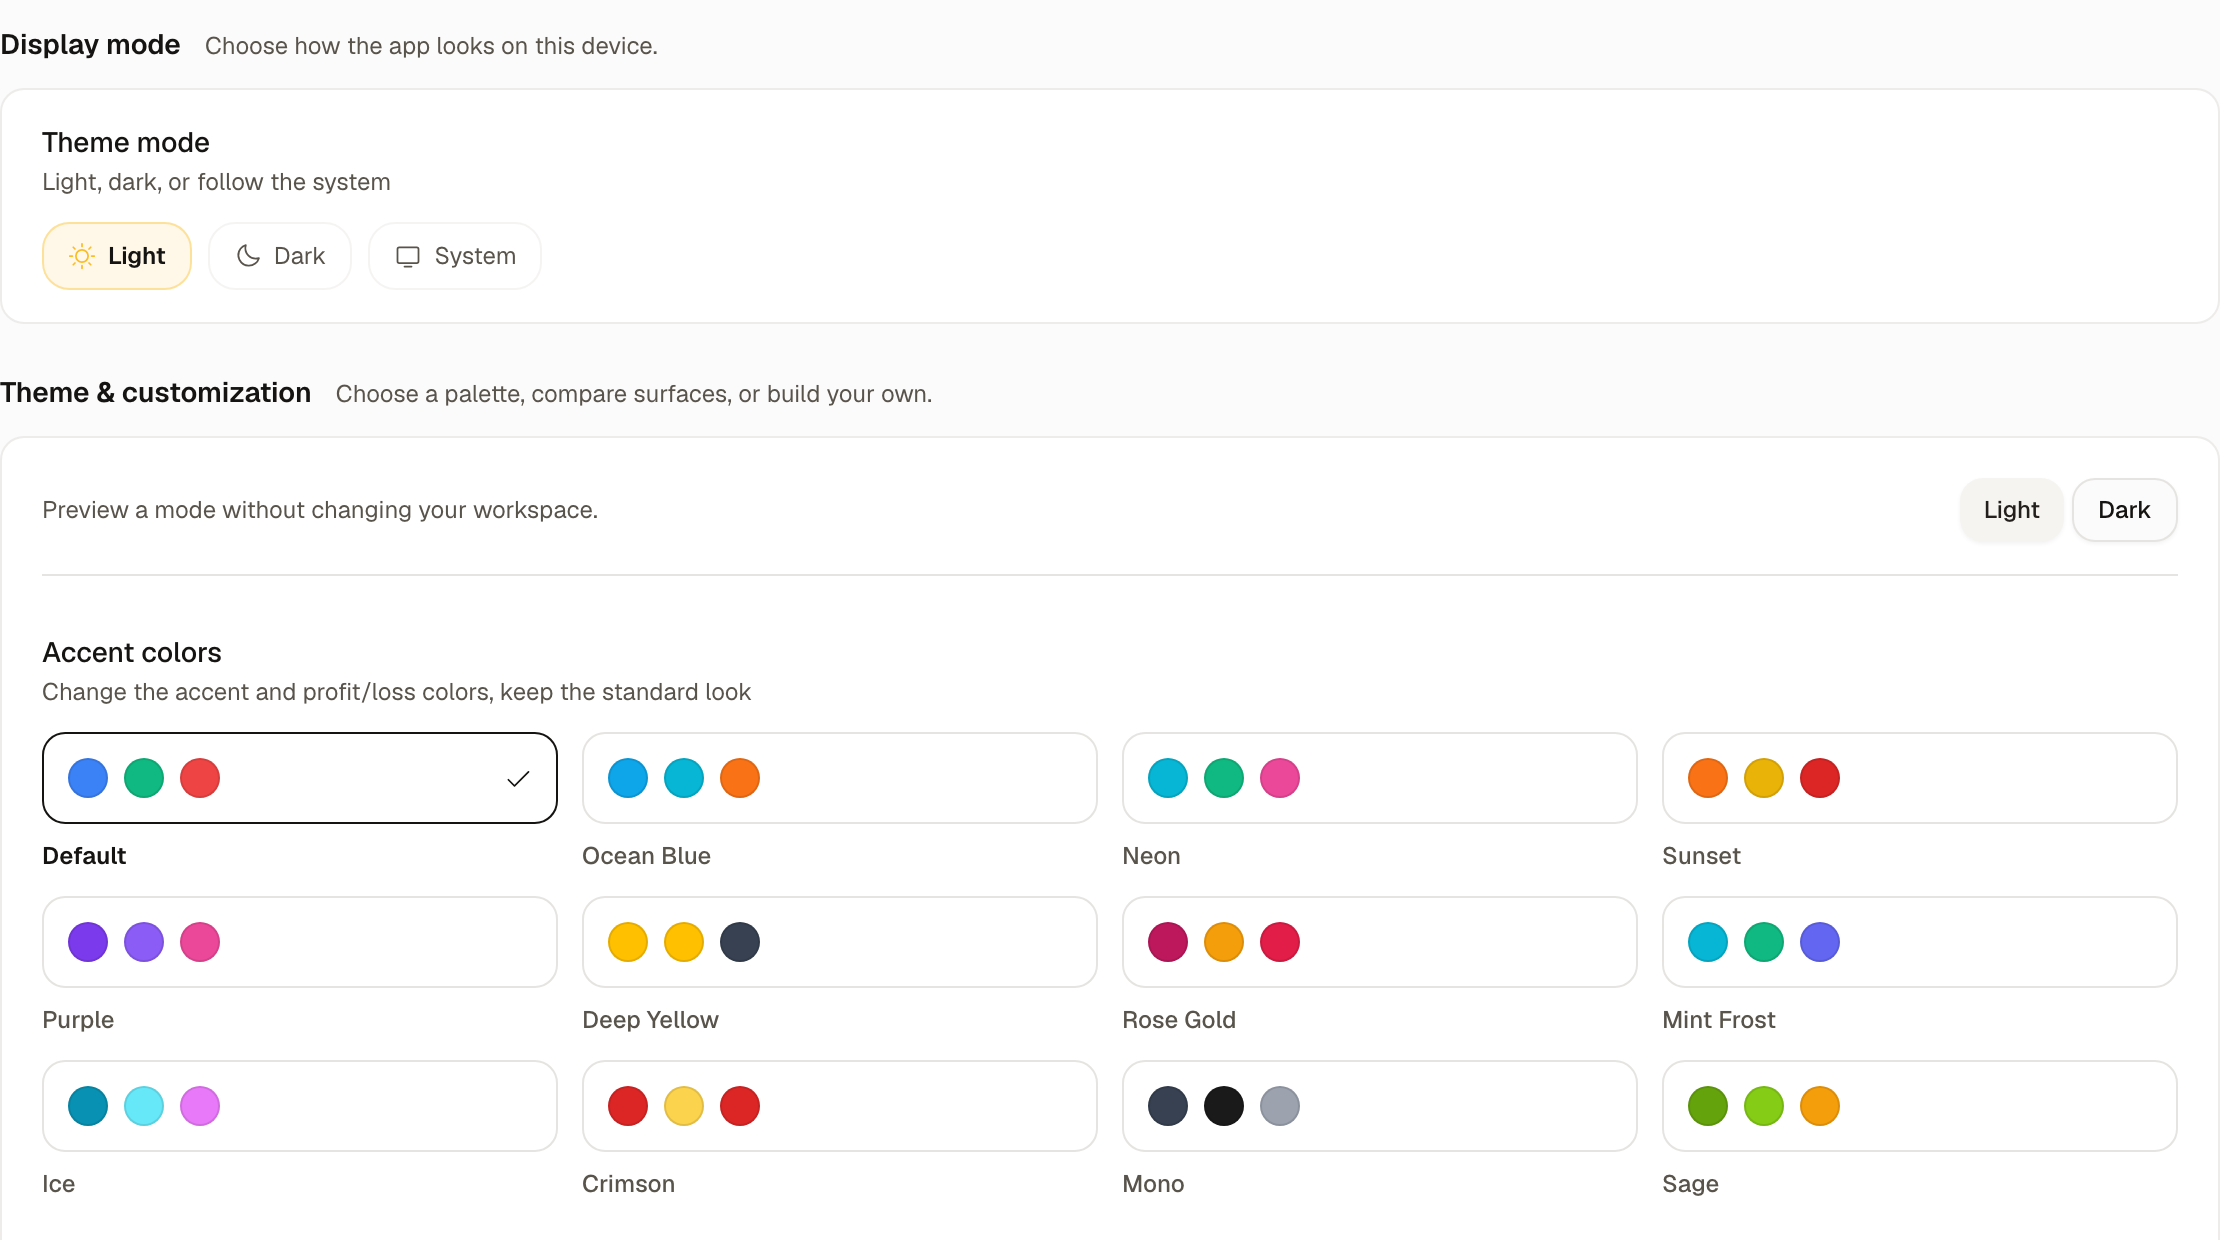 Display mode Choose how the app looks on this device.
Theme mode
Light, dark, or follow the system
Light Dark System
Theme & customization Choose a palette, compare surfaces, or build your own.
Preview a mode without changing your workspace. Light Dark
Accent colors
Change the accent and profit/loss colors, keep the standard look
Default Ocean Blue Neon Sunset
Purple Deep Yellow Rose Gold Mint Frost
Ice Crimson Mono Sage